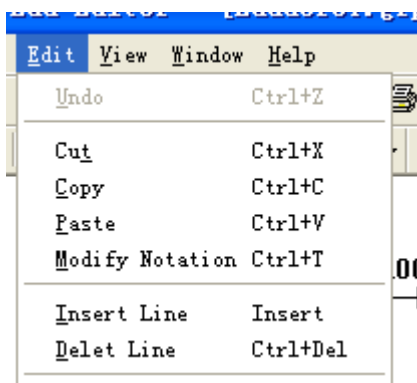 Edit View Window Help
Undo Ctrl+Z
Cut Ctrl+X
Copy Ctrl+C
Paste Ctrl+V
Modify Notation Ctrl+T
Insert Line Insert
Delet Line Ctrl+Del